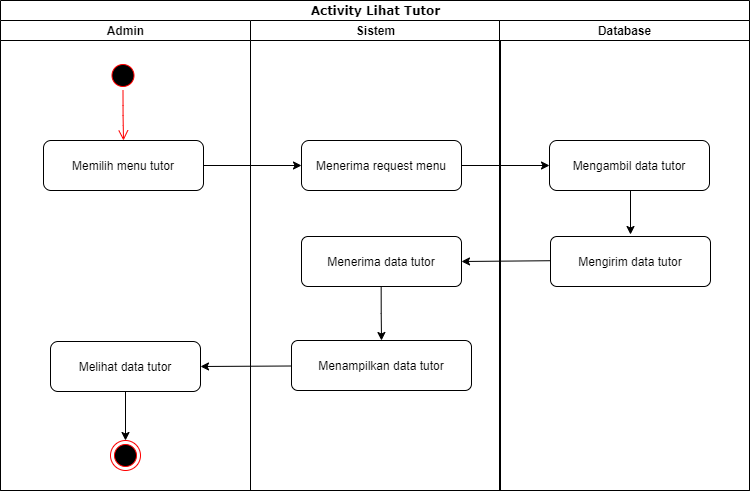 Activity Lihat Tutor
Admin
Sistem
Database
Memilih menu tutor
Menerima request menu
Mengambil data tutor
Menerima data tutor
Mengirim data tutor
Melihat data tutor
Menampilkan data tutor